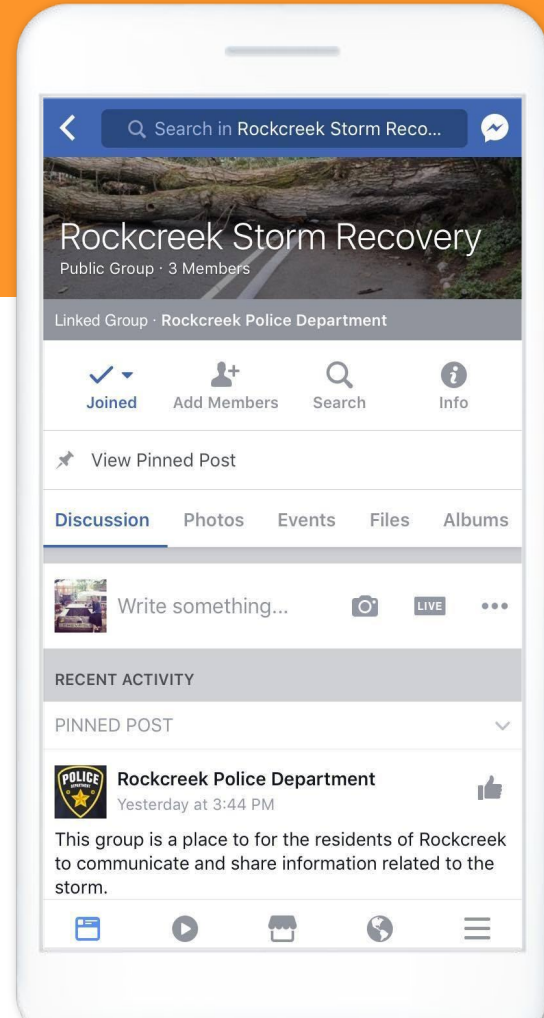 Search in Rockcreek Storm Reco...
Rockcreek Storm Recovery
Public Group · 3 Members
Linked Group · Rockcreek Police Department
Joined
Add Members
Search
Info
View Pinned Post
Discussion
Photos
Events
Files
Albums
Write something...
LIVE
RECENT ACTIVITY
PINNED POST
POLICE
Rockcreek Police Department
Yesterday at 3:44 PM
This group is a place to for the residents of Rockcreek
to communicate and share information related to the
storm.